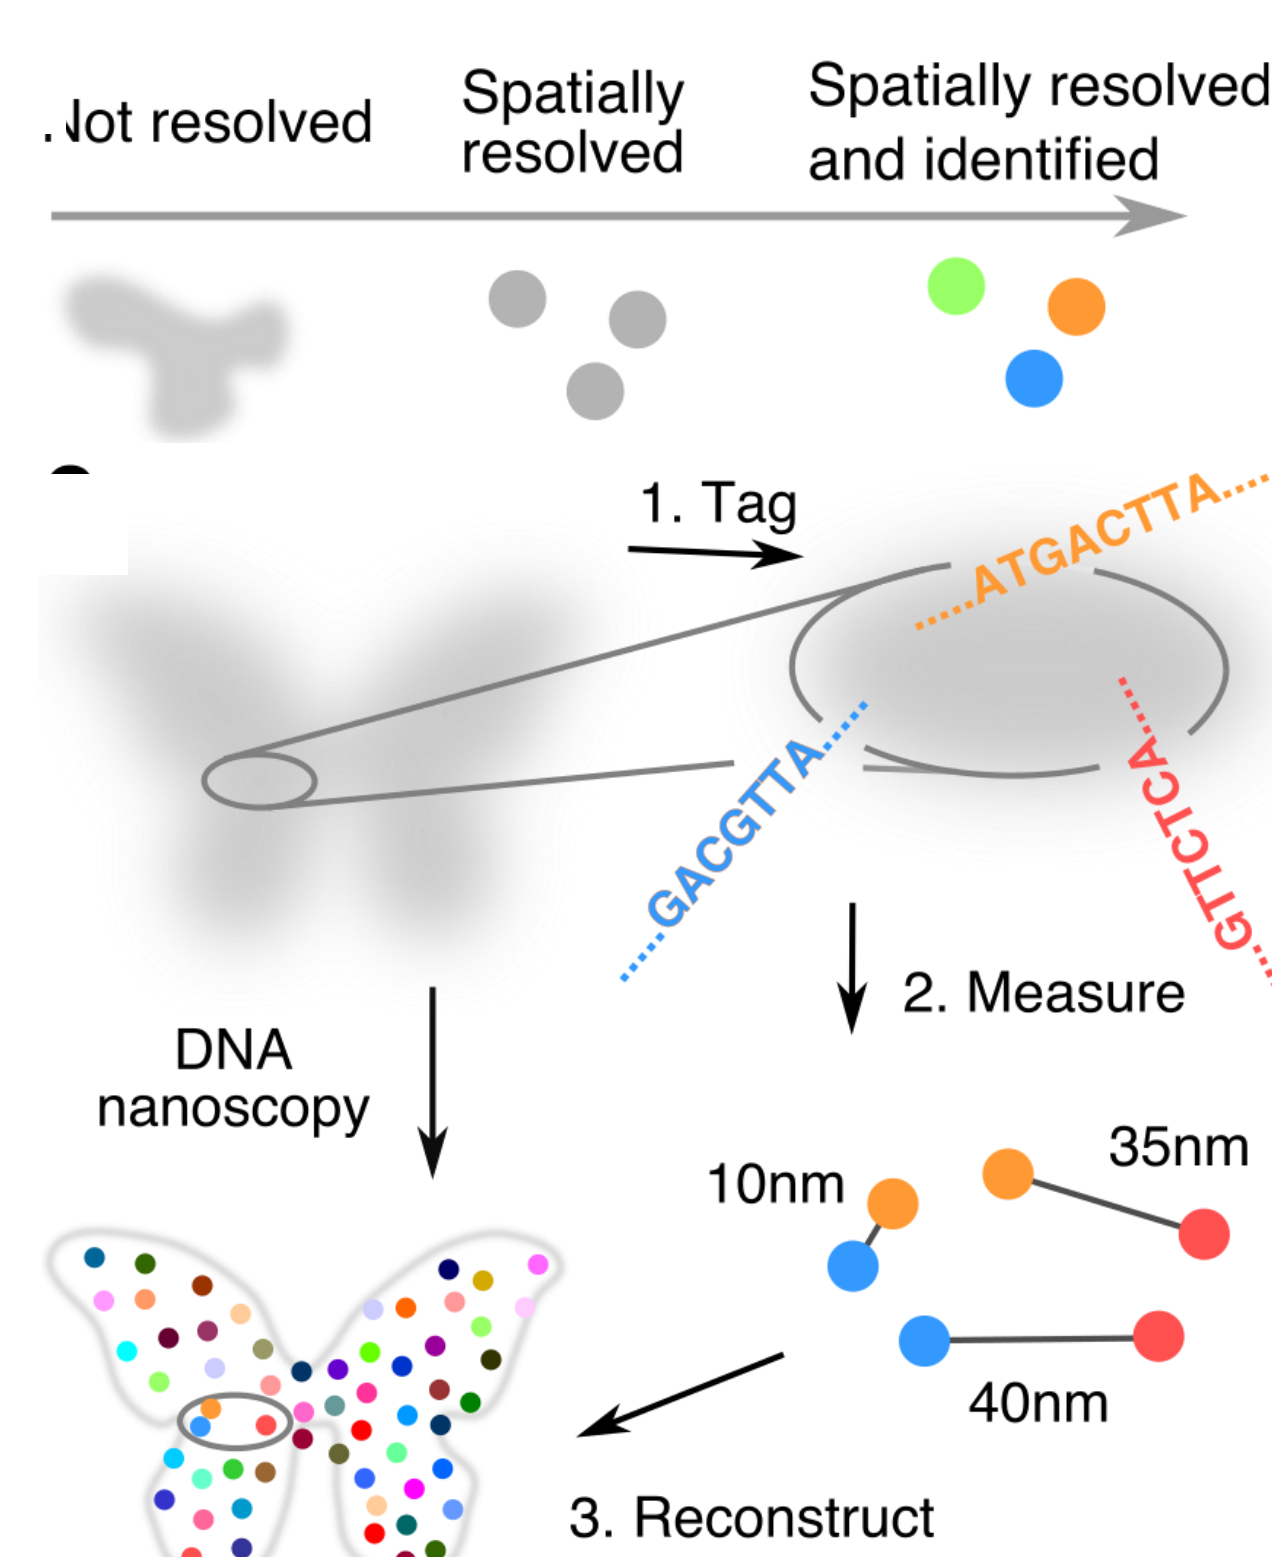 Not resolved
Spatially
resolved
Spatially resolved
and identified
1. Tag
.....ATGACTTA.....
.....GACGTTA.....
.....GTTCTCA.....
2. Measure
DNA
nanoscopy
10nm
35nm
40nm
3. Reconstruct